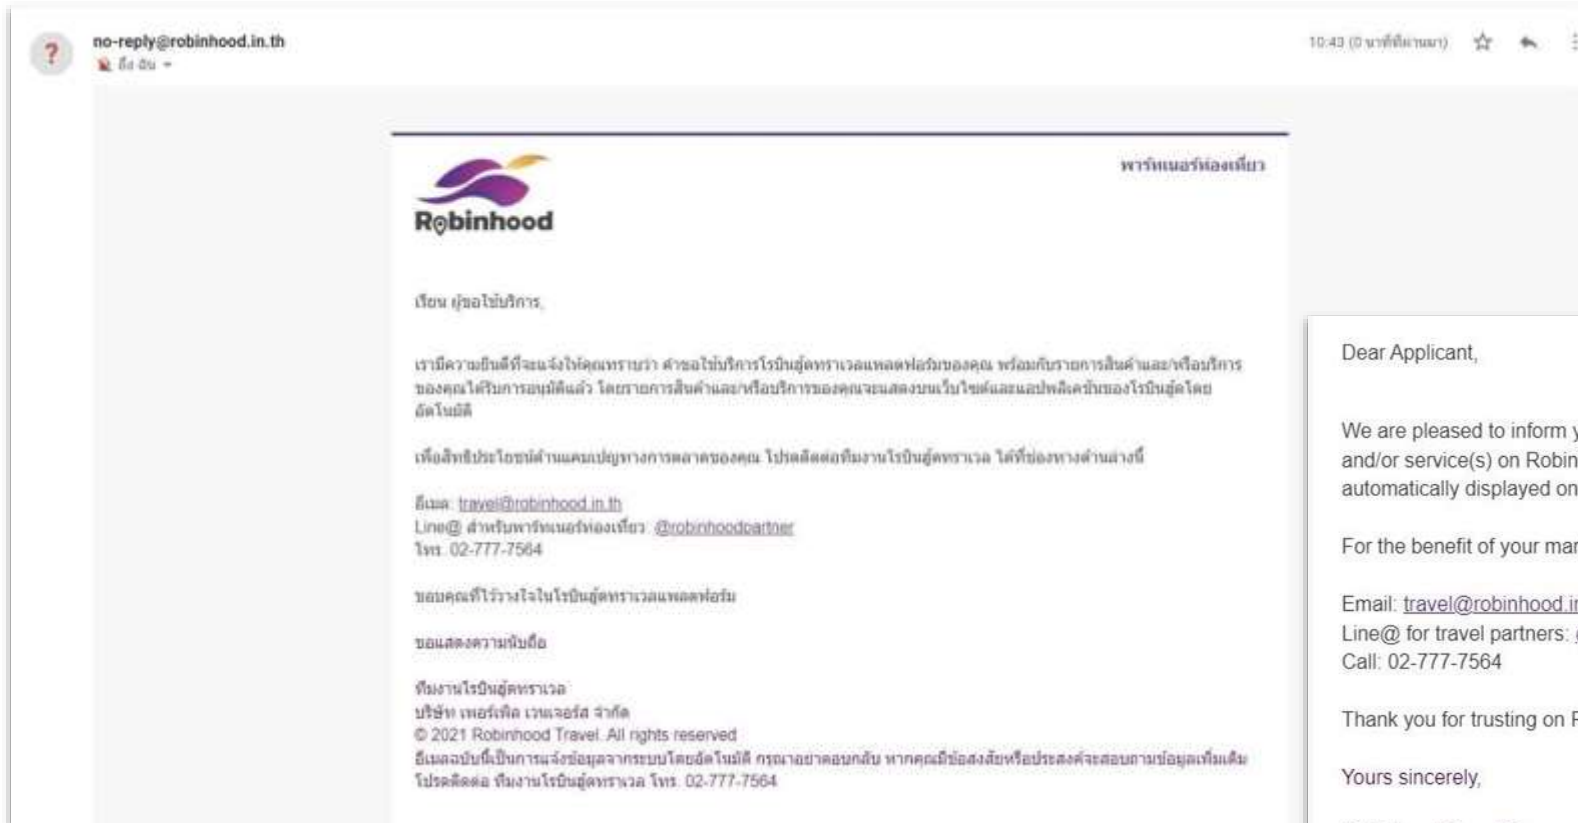 no-reply@robinhood.in.th
ถึง ฉัน
10:43 (0 นาทีที่ผ่านมา)
Robinhood
พาร์ทเนอร์ท่องเที่ยว
เรียน ผู้ขอใช้บริการ,
เรามีความยินดีที่จะแจ้งให้คุณทราบว่า คำขอใช้บริการโรบินฮู้ดทราเวลแพลตฟอร์มของคุณ พร้อมกับรายการสินค้าและ/หรือบริการ
ของคุณได้รับการอนุมัติแล้ว โดยรายการสินค้าและ/หรือบริการของคุณจะแสดงบนเว็บไซต์และแอปพลิเคชันของโรบินฮู้ดโดย
อัตโนมัติ
เพื่อสิทธิประโยชน์ด้านแคมเปญทางการตลาดของคุณ โปรดติดต่อทีมงานโรบินฮู้ดทราเวล ได้ที่ช่องทางด้านล่างนี้
อีเมล: travel@robinhood.in.th
Line@ สำหรับพาร์ทเนอร์ท่องเที่ยว: @robinhoodpartner
โทร. 02-777-7564
ขอบคุณที่ไว้วางใจในโรบินฮู้ดทราเวลแพลตฟอร์ม
ขอแสดงความนับถือ
ทีมงานโรบินฮู้ดทราเวล
บริษัท เพอร์เพิล เวนเจอร์ส จำกัด
© 2021 Robinhood Travel. All rights reserved
อีเมลฉบับนี้เป็นการแจ้งข้อมูลจากระบบโดยอัตโนมัติ กรุณาอย่าตอบกลับ หากคุณมีข้อสงสัยหรือประสงค์จะสอบถามข้อมูลเพิ่มเติม
โปรดติดต่อ ทีมงานโรบินฮู้ดทราเวล โทร. 02-777-7564
Dear Applicant,
We are pleased to inform y
and/or service(s) on Robin
automatically displayed on
For the benefit of your mar
Email: travel@robinhood.in
Line@ for travel partners:
Call: 02-777-7564
Thank you for trusting on
Yours sincerely,